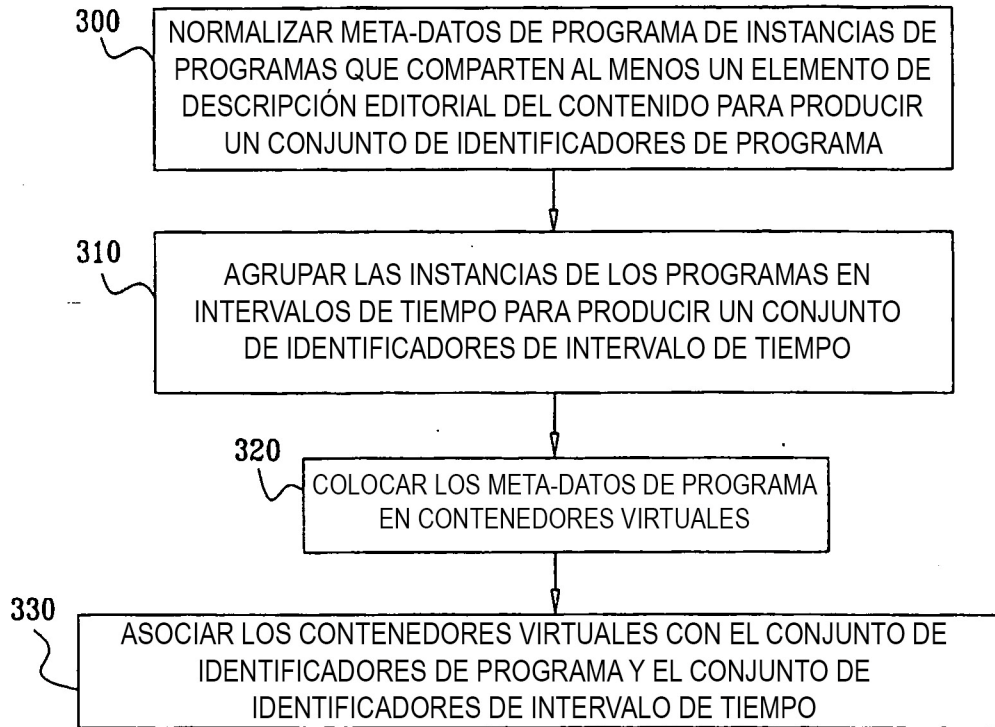 300
NORMALIZAR META-DATOS DE PROGRAMA DE INSTANCIAS DE
PROGRAMAS QUE COMPARTEN AL MENOS UN ELEMENTO DE
DESCRIPCIÓN EDITORIAL DEL CONTENIDO PARA PRODUCIR
UN CONJUNTO DE IDENTIFICADORES DE PROGRAMA
310
AGRUPAR LAS INSTANCIAS DE LOS PROGRAMAS EN
INTERVALOS DE TIEMPO PARA PRODUCIR UN CONJUNTO
DE IDENTIFICADORES DE INTERVALO DE TIEMPO
320
COLOCAR LOS META-DATOS DE PROGRAMA
EN CONTENEDORES VIRTUALES
330
ASOCIAR LOS CONTENEDORES VIRTUALES CON EL CONJUNTO DE
IDENTIFICADORES DE PROGRAMA Y EL CONJUNTO DE
IDENTIFICADORES DE INTERVALO DE TIEMPO